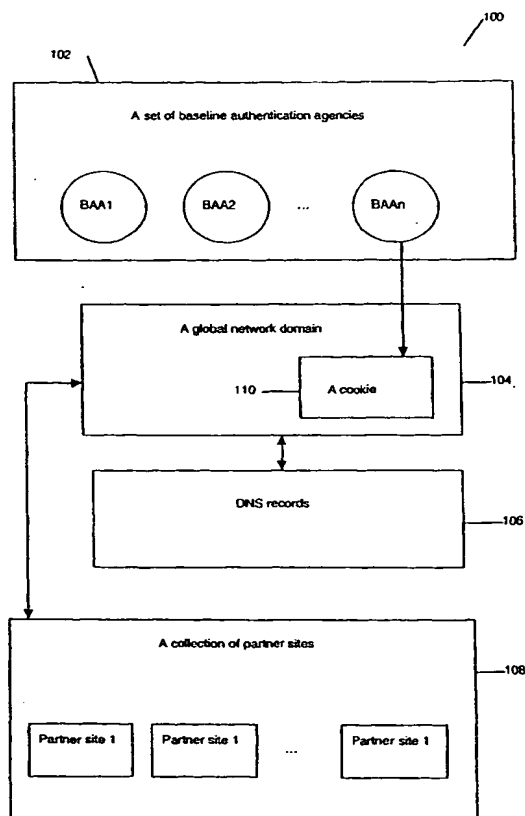 100
102
A set of baseline authentication agencies
BAA1 BAA2 ... BAAn
A global network domain
110 A cookie 104
DNS records
106
A collection of partner sites
108
Partner site 1 Partner site 1 ... Partner site 1